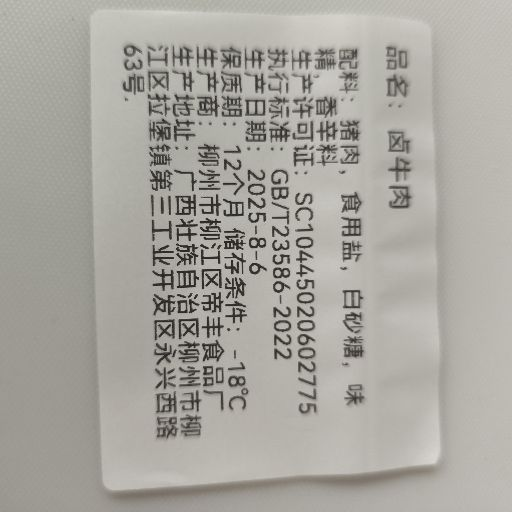 品名：卤牛肉
配料：猪肉，食用盐，白砂糖，味
精，香辛料
生产许可证：SC10445020602775
执行标准：GB/T23586-2022
生产日期：2025-8-6
保质期：12个月 储存条件：-18℃
生产商：柳州市柳江区帝丰食品厂
生产地址：广西壮族自治区柳州市柳
江区拉堡镇第三工业开发区永兴西路
63号.